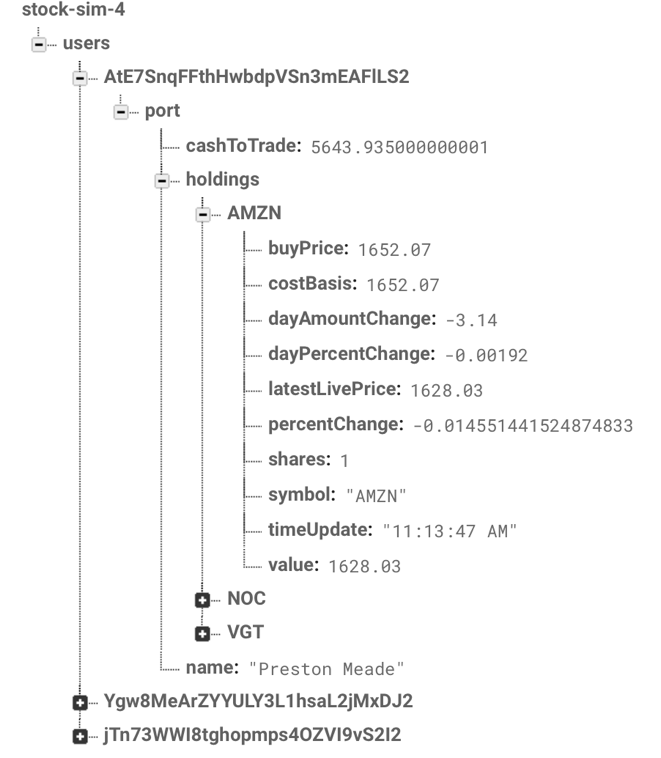 stock-sim-4
users
AtE7SnqFFthHwbdpVSn3mEAFlLS2
port
cashToTrade: 5643.935000000001
holdings
AMZN
buyPrice: 1652.07
costBasis: 1652.07
dayAmountChange: -3.14
dayPercentChange: -0.00192
latestLivePrice: 1628.03
percentChange: -0.014551441524874833
shares: 1
symbol: "AMZN"
timeUpdate: "11:13:47 AM"
value: 1628.03
NOC
VGT
name: "Preston Meade"
Ygw8MeArZYYULY3L1hsaL2jMxDJ2
jTn73WWI8tghopmps4OZVI9vS2I2